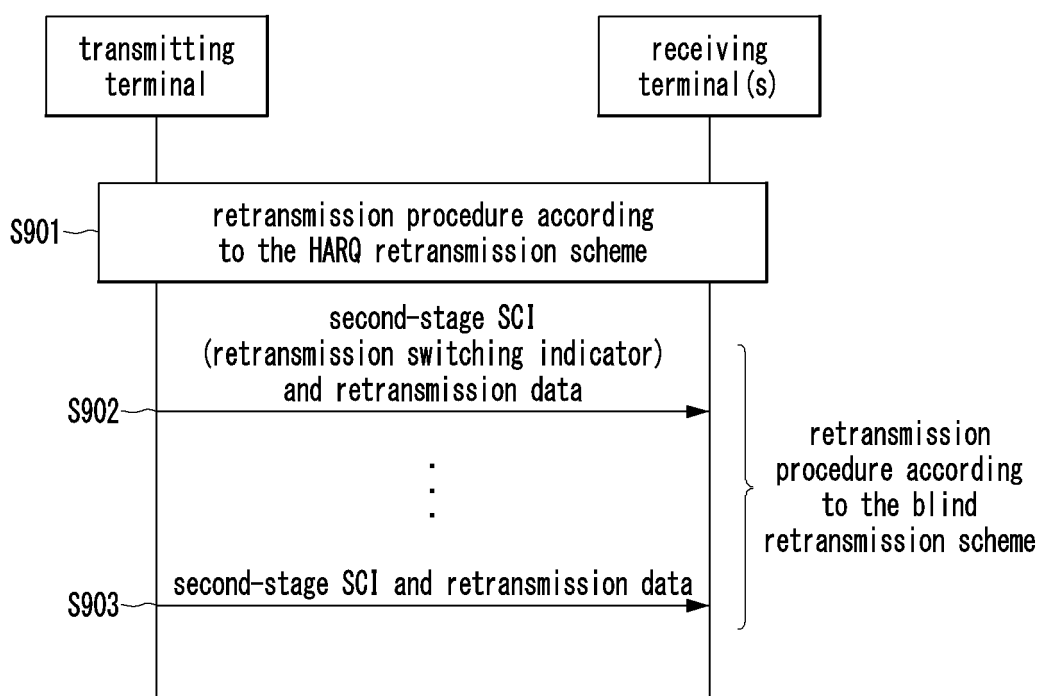 transmitting
terminal
receiving
terminal(s)
S901
retransmission procedure according
to the HARQ retransmission scheme
second-stage SCI
(retransmission switching indicator)
and retransmission data
S902
retransmission
procedure according
to the blind
retransmission scheme
second-stage SCI and retransmission data
S903